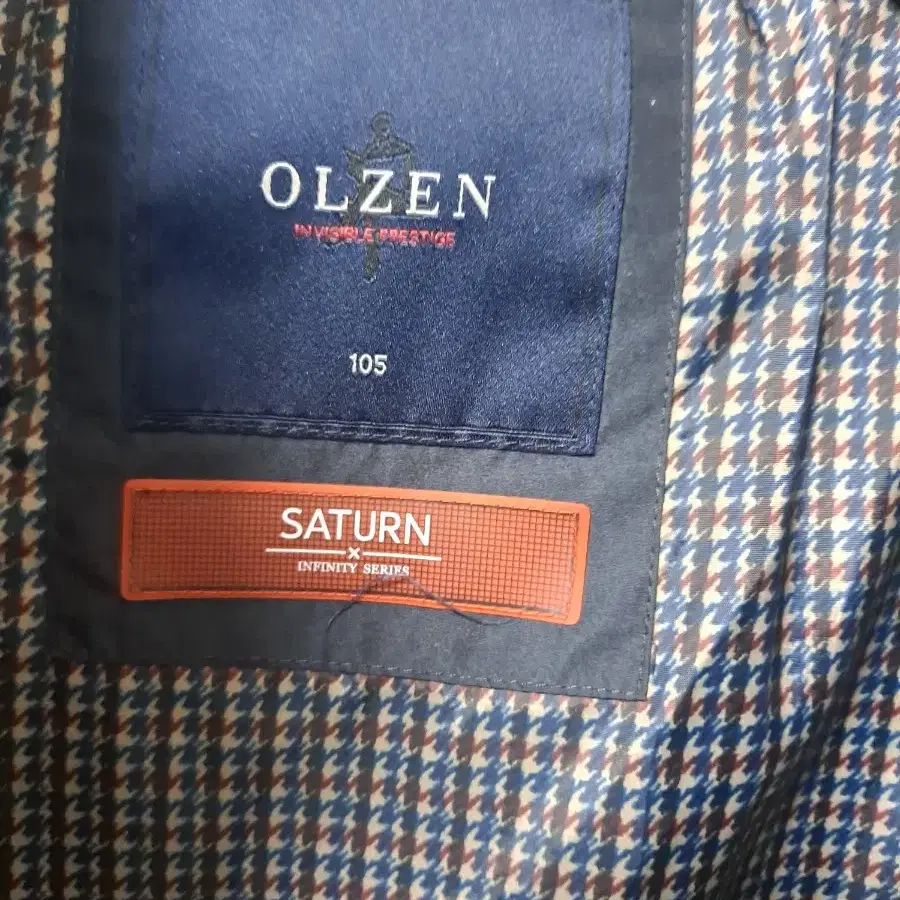 OLZEN
INVISIBLE PRESTIGE
105
SATURN
×
INFINITY SERIES